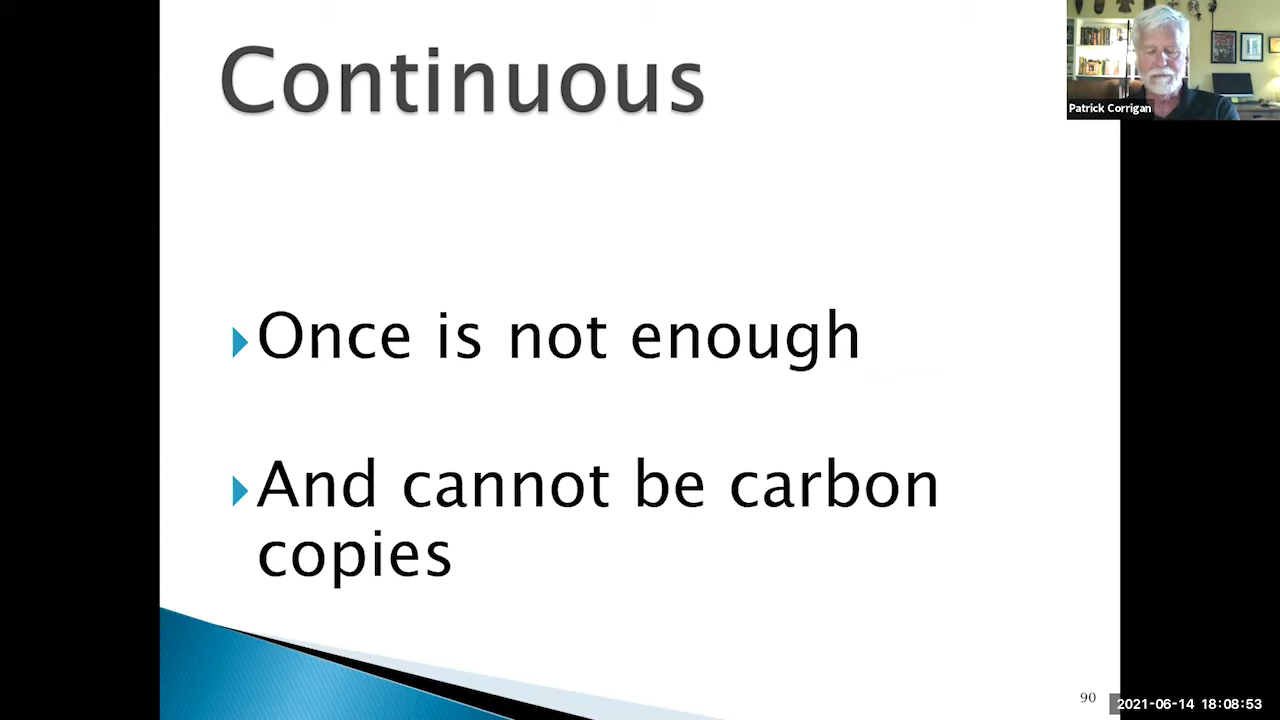 Continuous
Patrick Corrigan
Once is not enough
And cannot be carbon
copies
90
2021-06-14 18:08:53